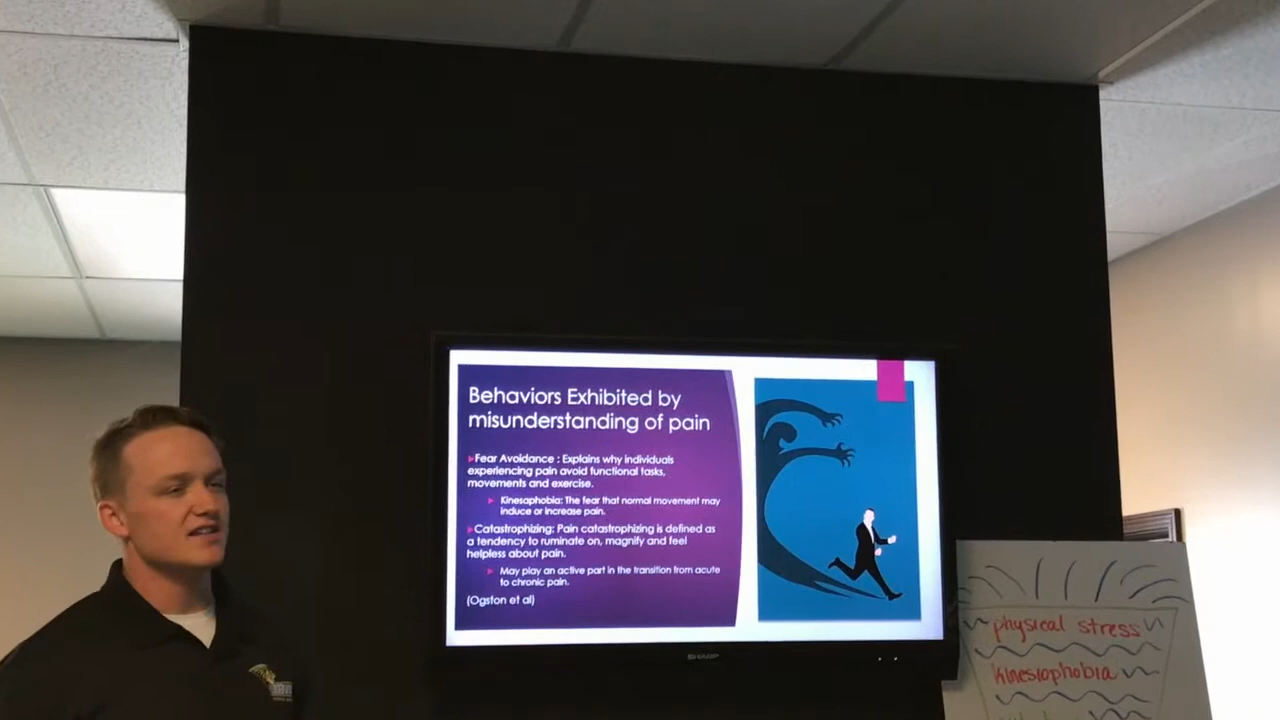 Behaviors Exhibited by
misunderstanding of pain
Fear Avoidance : Explains why individuals
experiencing pain avoid functional tasks,
movements and exercise.
Kinesaphobia: The fear that normal movement may
induce or increase pain.
Catastrophizing: Pain catastrophizing is defined as
a tendency to ruminate on, magnify and feel
helpless about pain.
May play an active part in the transition from acute
to chronic pain.
(Ogston et al)
SHARP
physical stress
kinesiophobia